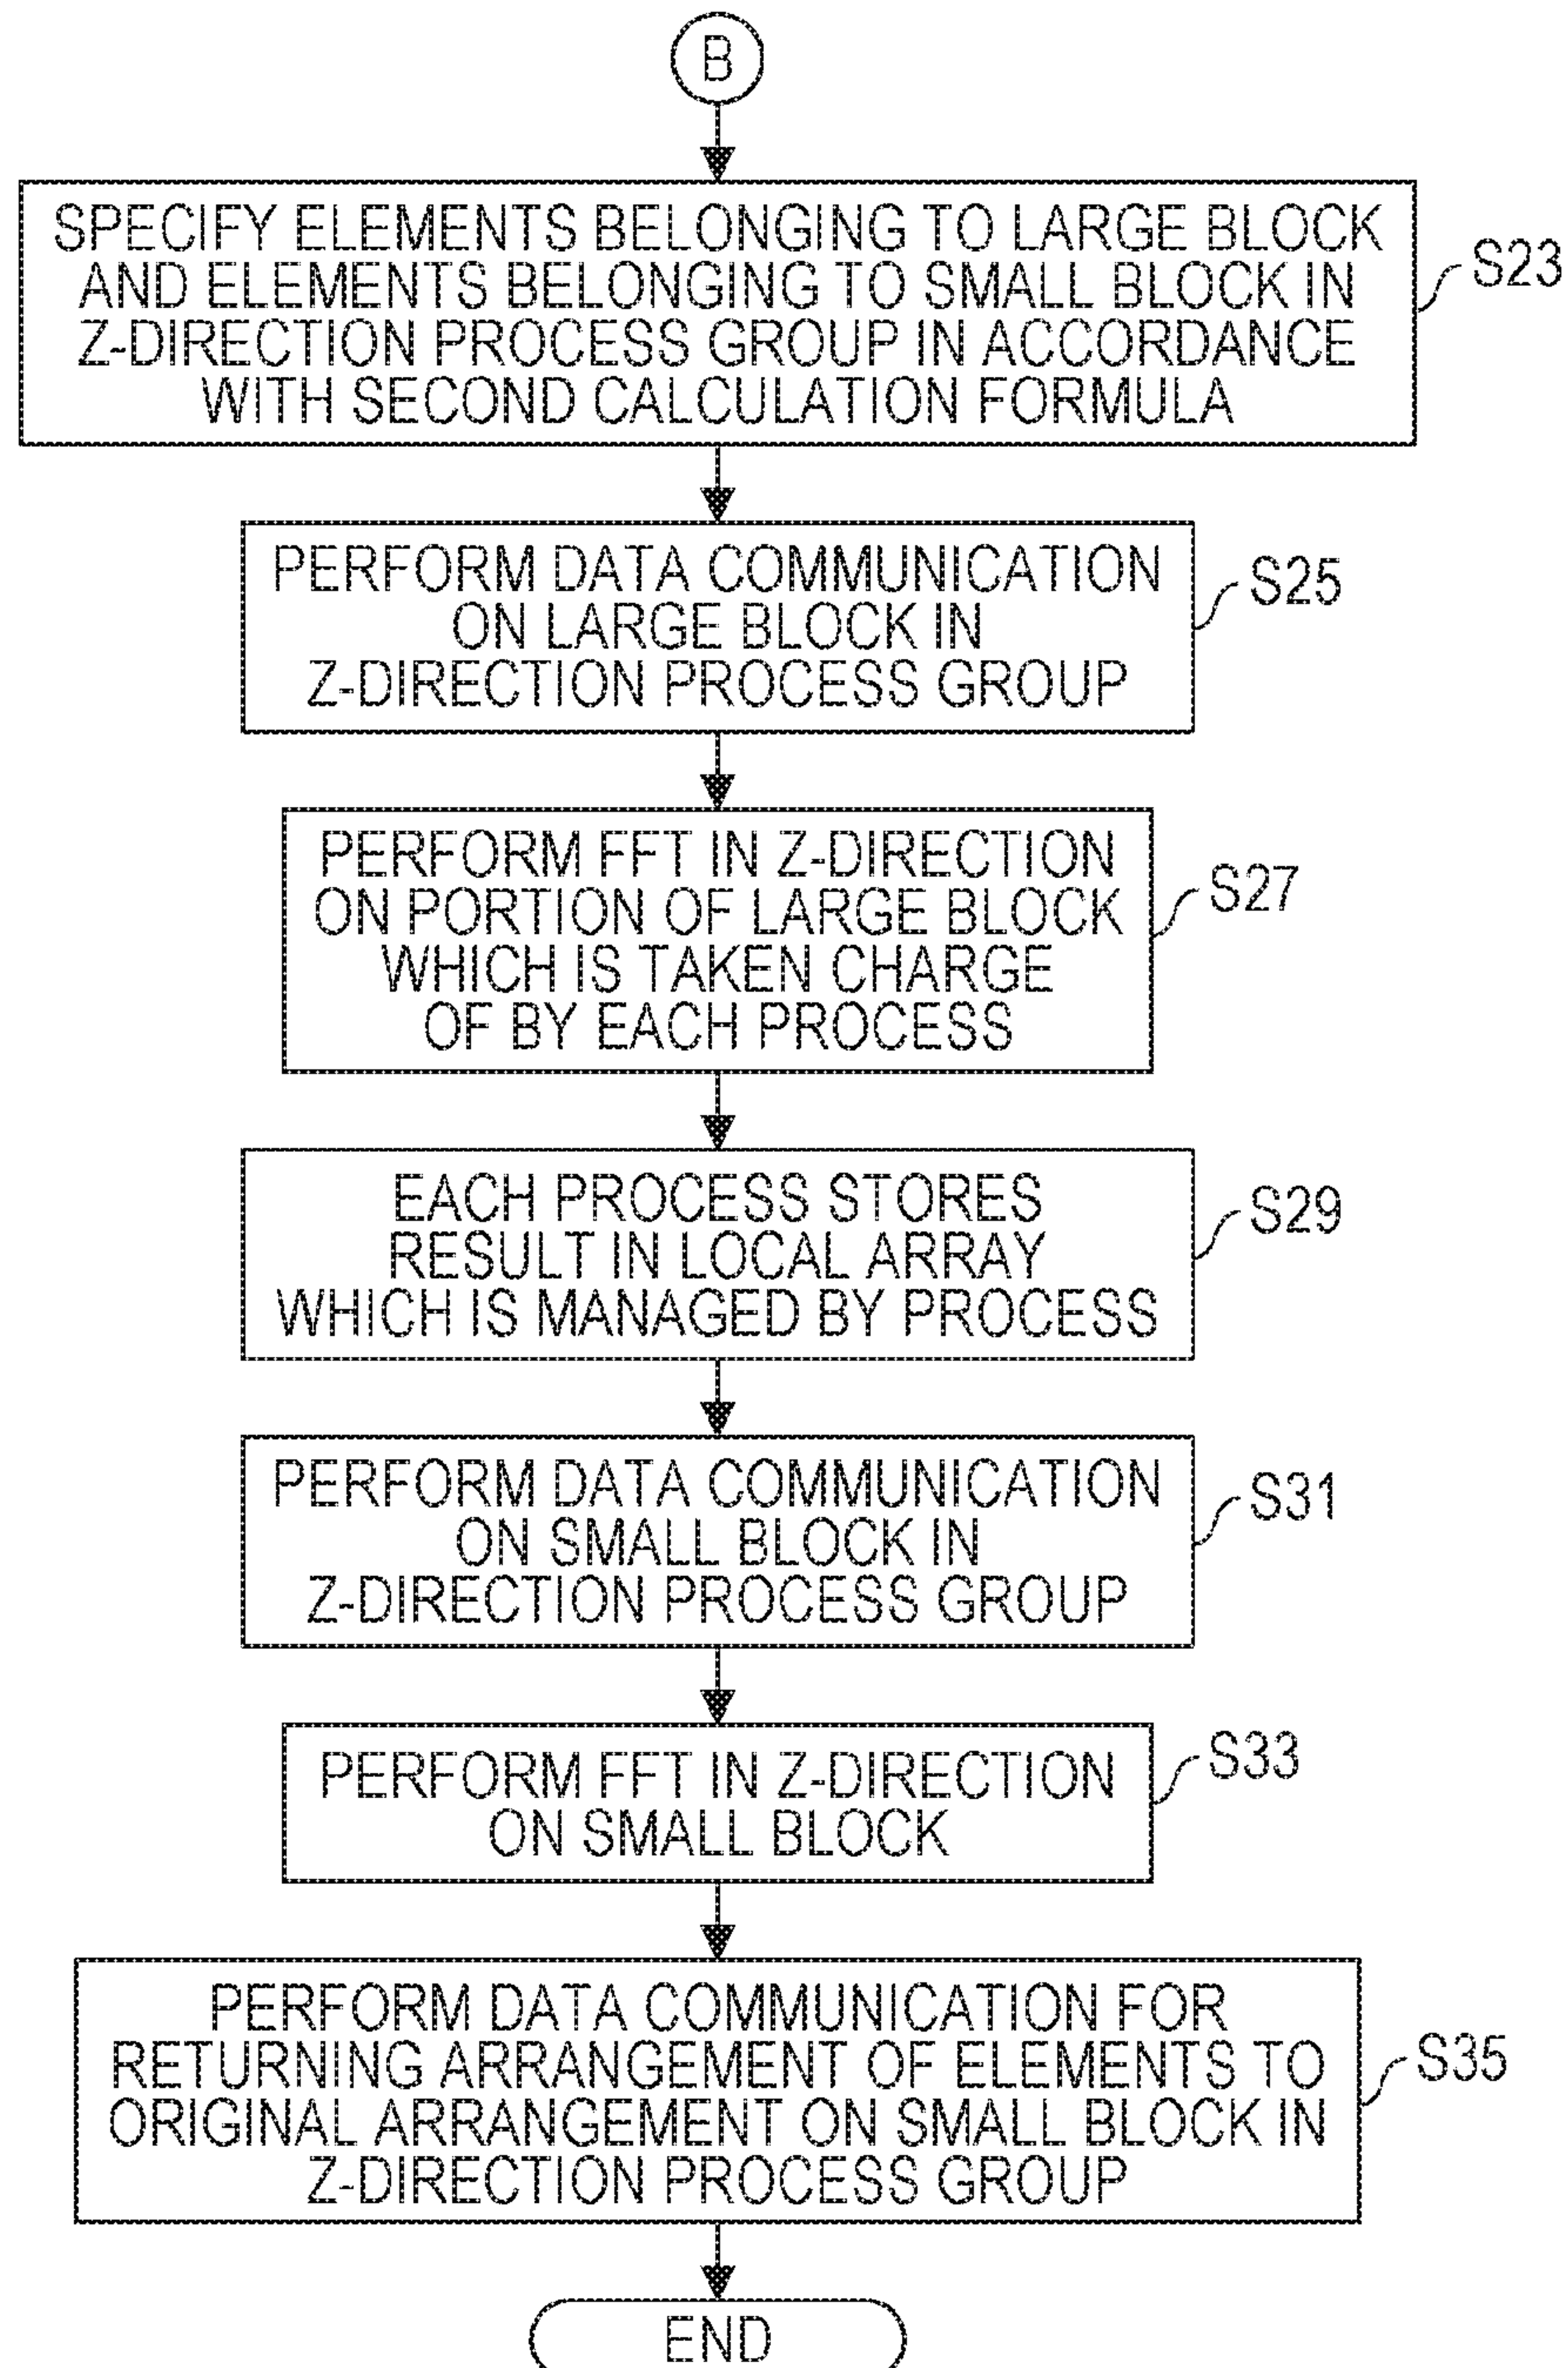 B
SPECIFY ELEMENTS BELONGING TO LARGE BLOCK
AND ELEMENTS BELONGING TO SMALL BLOCK IN
Z-DIRECTION PROCESS GROUP IN ACCORDANCE
WITH SECOND CALCULATION FORMULA
S23
PERFORM DATA COMMUNICATION
ON LARGE BLOCK IN
Z-DIRECTION PROCESS GROUP
S25
PERFORM FFT IN Z-DIRECTION
ON PORTION OF LARGE BLOCK
WHICH IS TAKEN CHARGE
OF BY EACH PROCESS
S27
EACH PROCESS STORES
RESULT IN LOCAL ARRAY
WHICH IS MANAGED BY PROCESS
S29
PERFORM DATA COMMUNICATION
ON SMALL BLOCK IN
Z-DIRECTION PROCESS GROUP
S31
PERFORM FFT IN Z-DIRECTION
ON SMALL BLOCK
S33
PERFORM DATA COMMUNICATION FOR
RETURNING ARRANGEMENT OF ELEMENTS TO
ORIGINAL ARRANGEMENT ON SMALL BLOCK IN
Z-DIRECTION PROCESS GROUP
S35
END